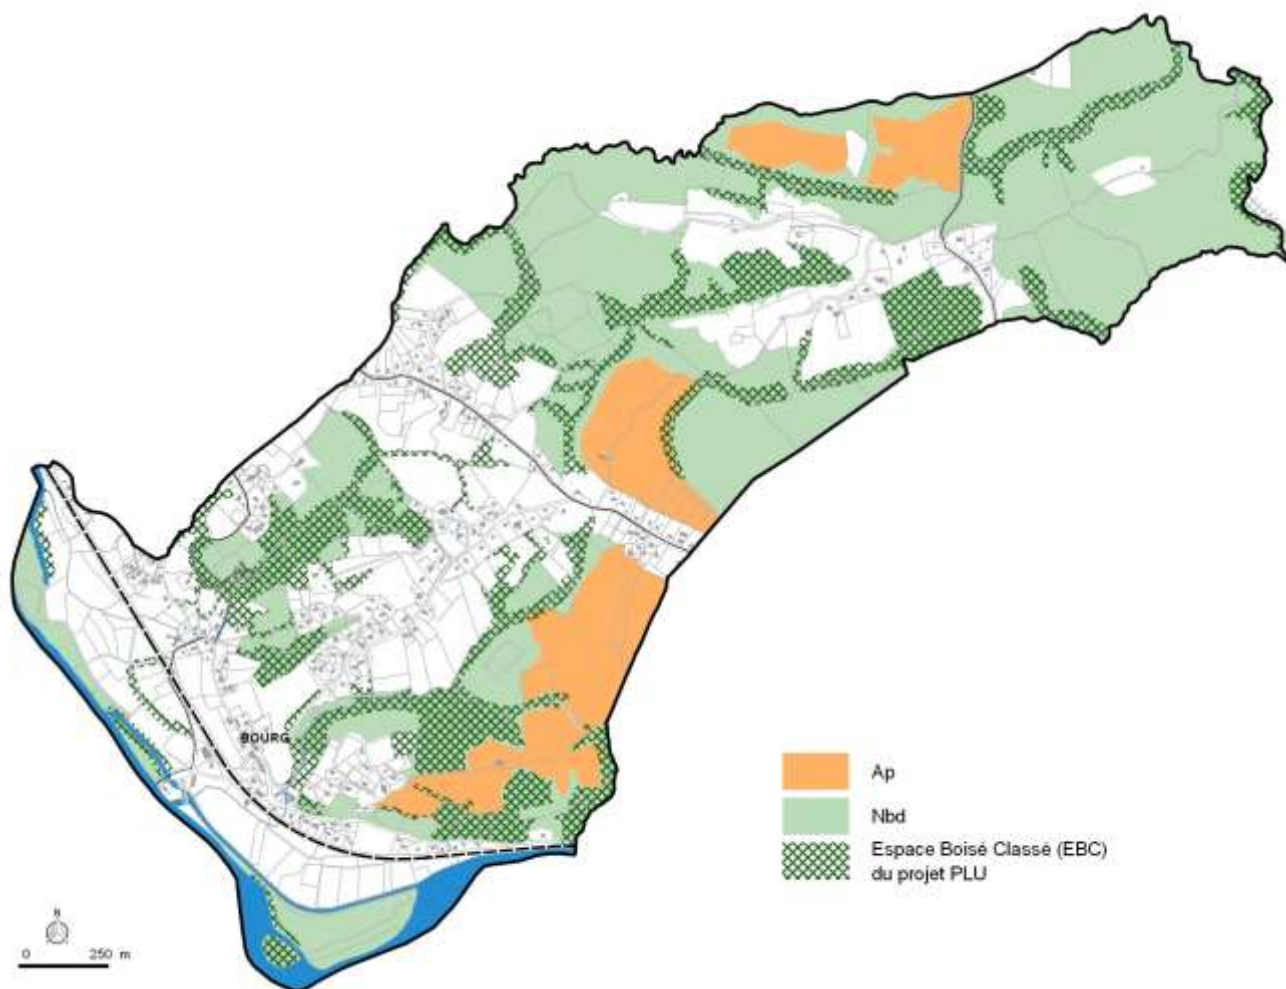 BOURG
Ap
Nbd
Espace Boisé Classé (EBC)
du projet PLU
N
0 250 m